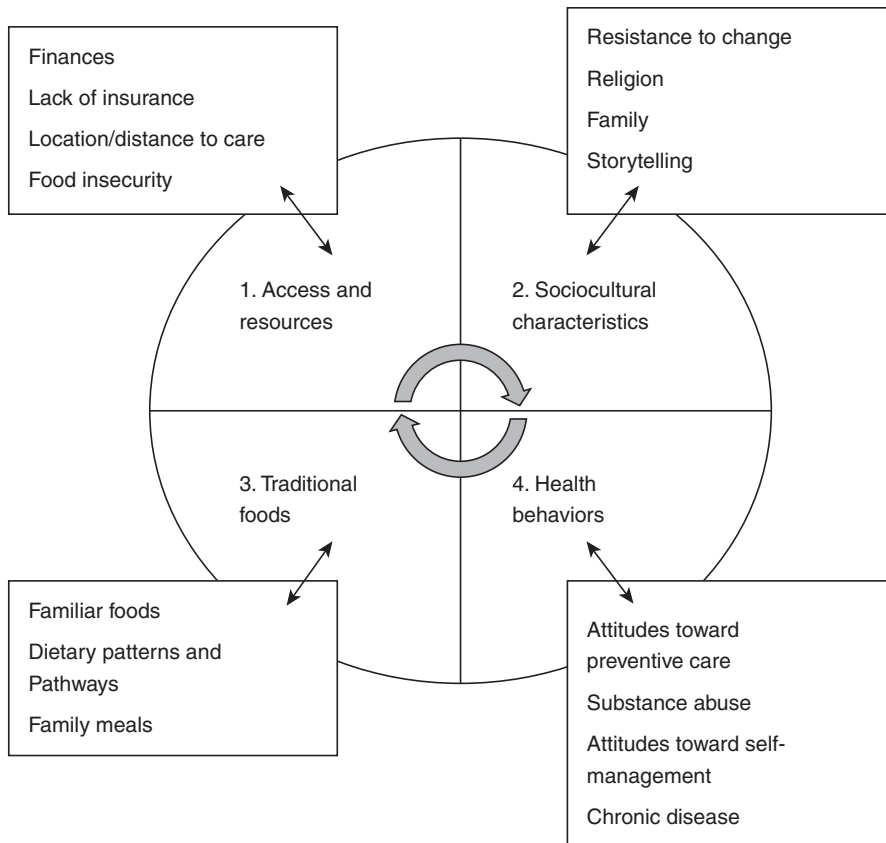 Finances
Lack of insurance
Location/distance to care
Food insecurity
Resistance to change
Religion
Family
Storytelling
1. Access and
resources
2. Sociocultural
characteristics
3. Traditional
foods
4. Health
behaviors
Familiar foods
Dietary patterns and
Pathways
Family meals
Attitudes toward
preventive care
Substance abuse
Attitudes toward self-
management
Chronic disease